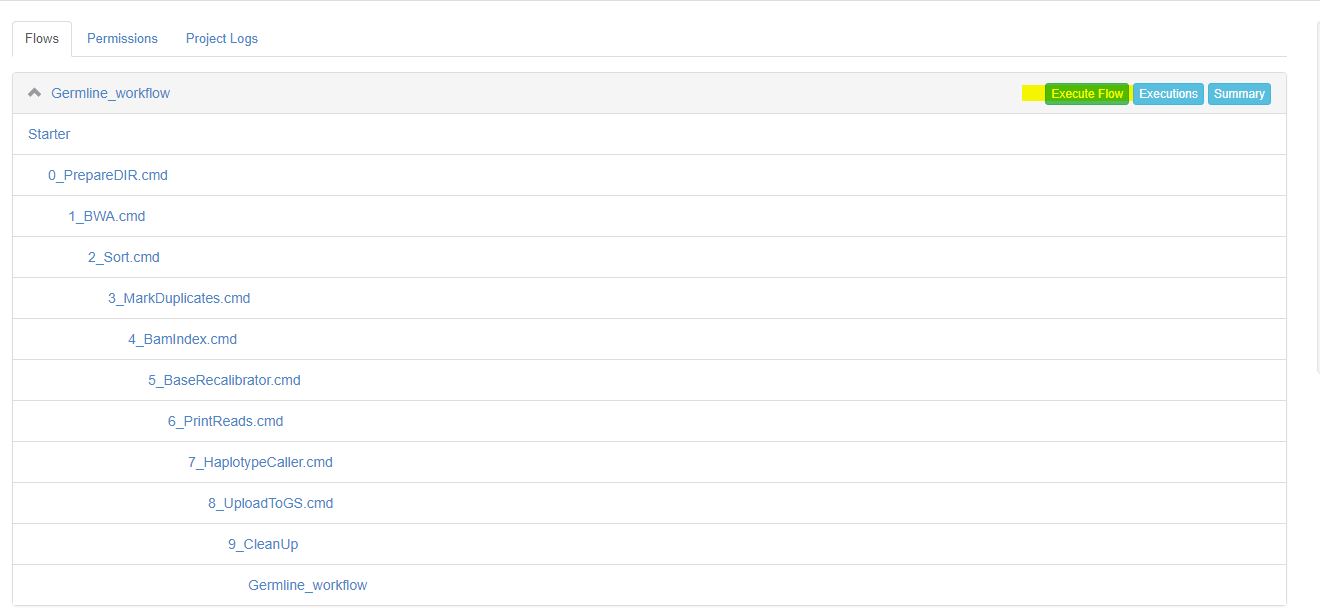 Flows Permissions Project Logs
Germline_workflow Execute Flow Executions Summary
Starter
0_PrepareDIR.cmd
1_BWA.cmd
2_Sort.cmd
3_MarkDuplicates.cmd
4_BamIndex.cmd
5_BaseRecalibrator.cmd
6_PrintReads.cmd
7_HaplotypeCaller.cmd
8_UploadToGS.cmd
9_CleanUp
Germline_workflow